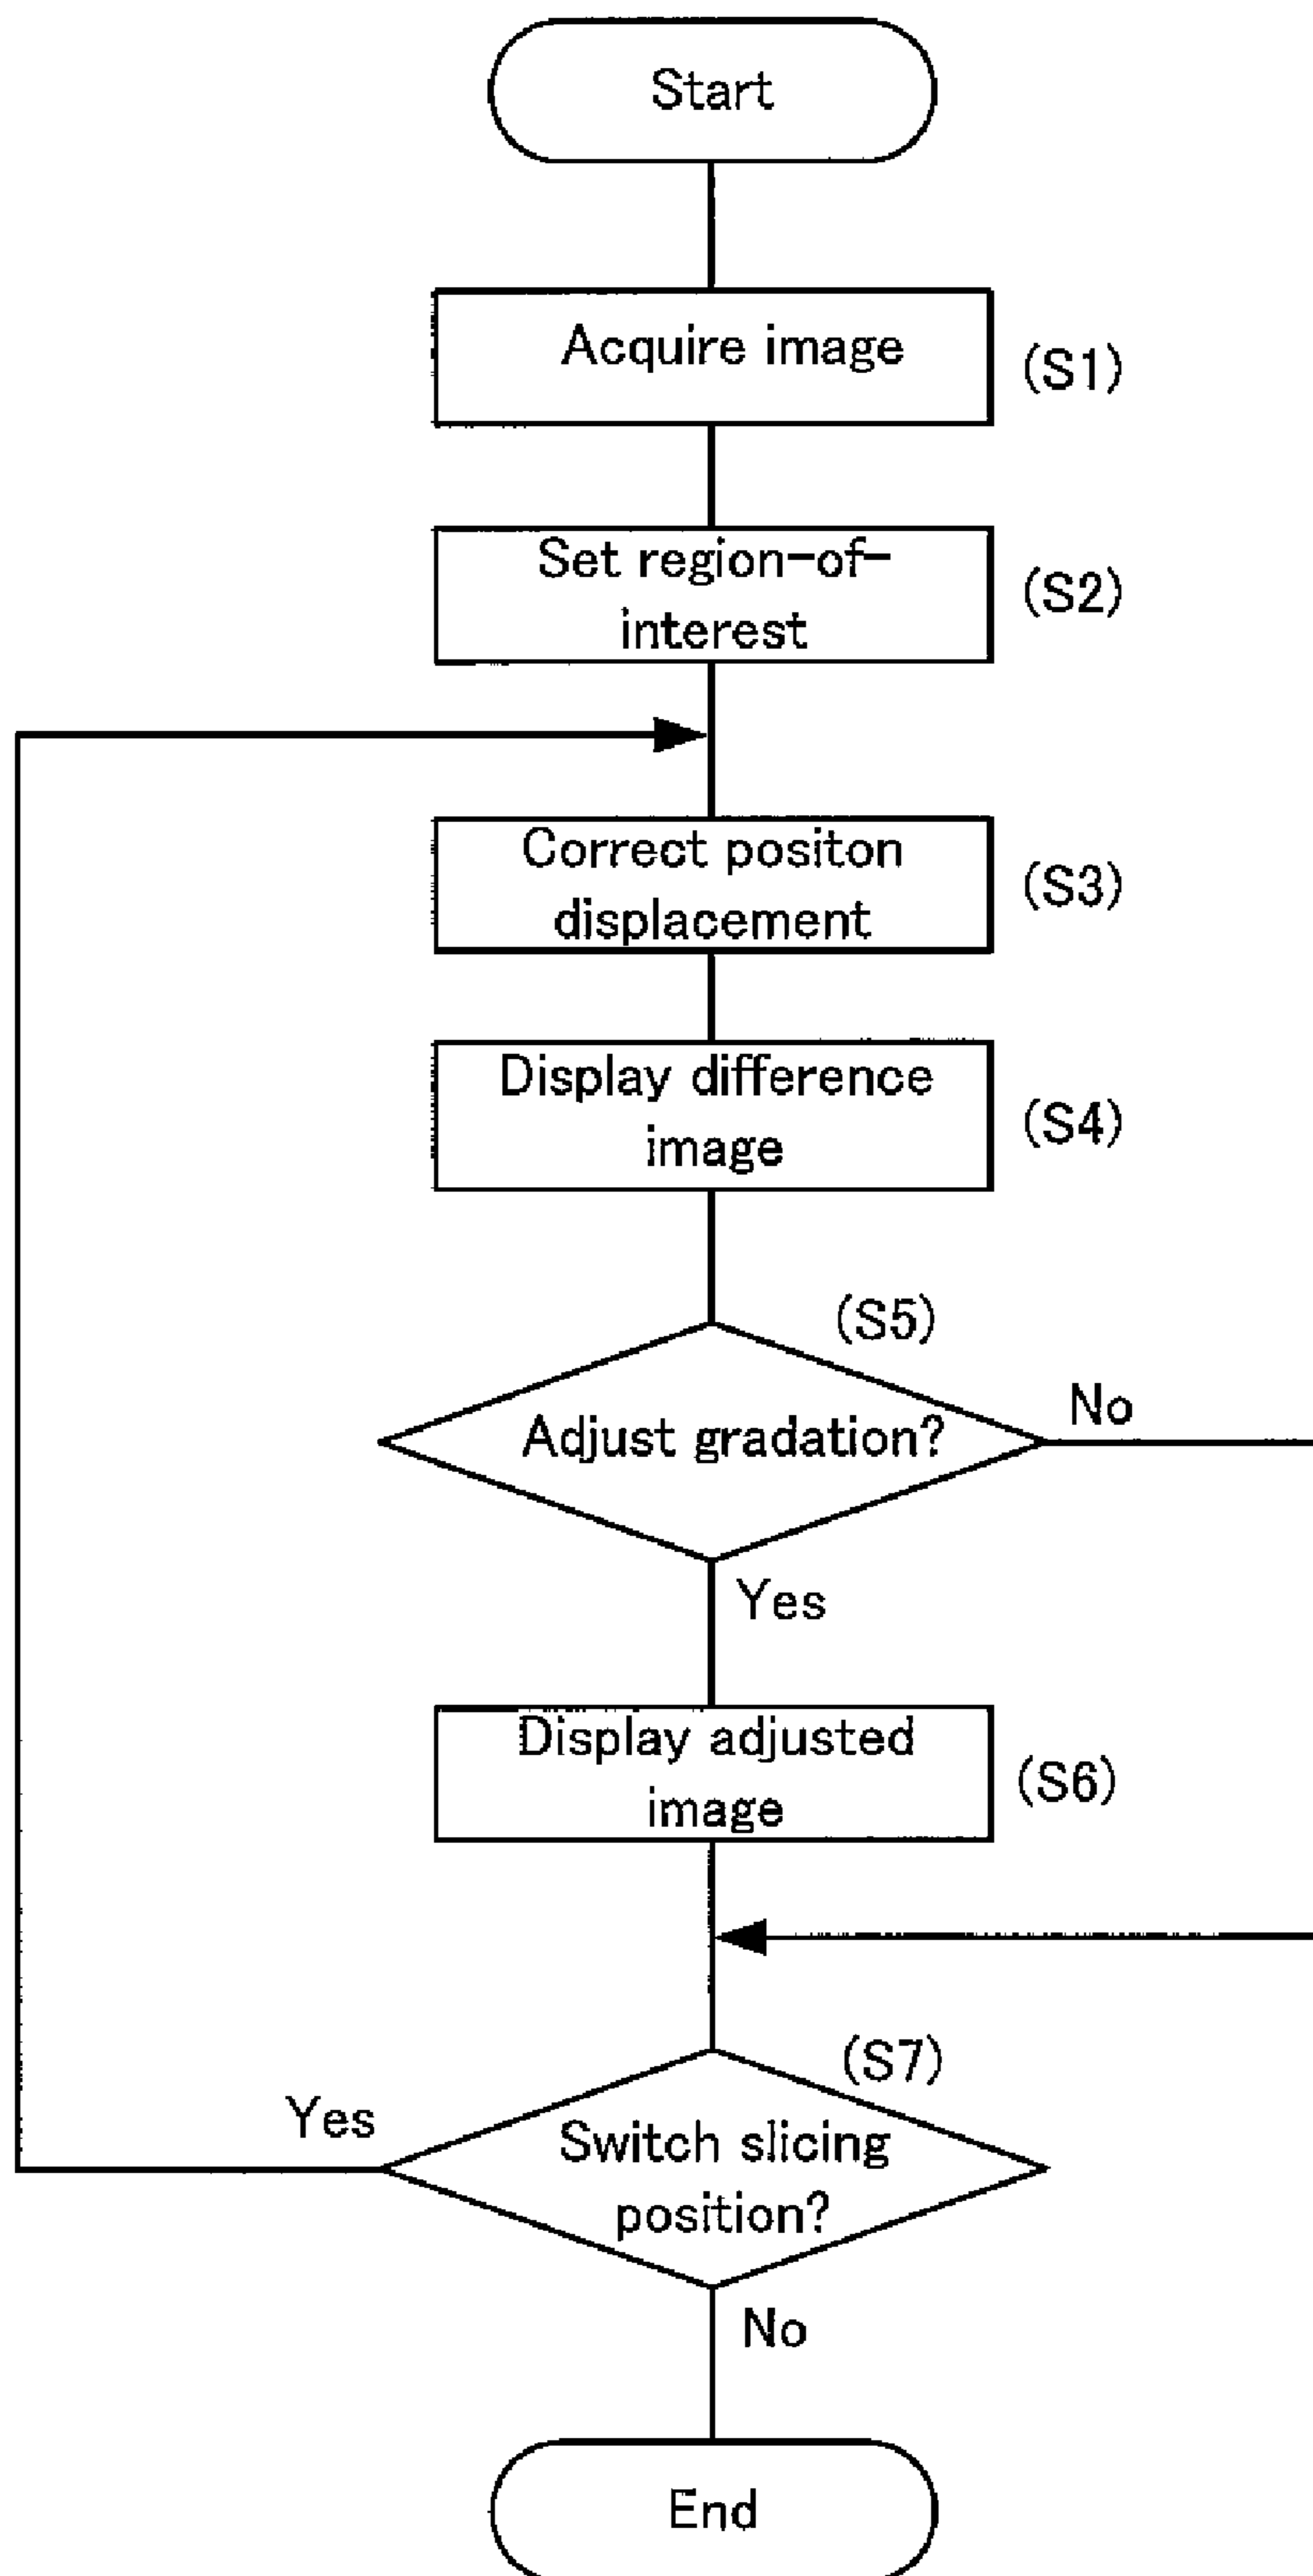 Start
Acquire image
(S1)
Set region-of-
interest
(S2)
Correct positon
displacement
(S3)
Display difference
image
(S4)
(S5)
Adjust gradation?
No
Yes
Display adjusted
image
(S6)
(S7)
Yes
Switch slicing
position?
No
End